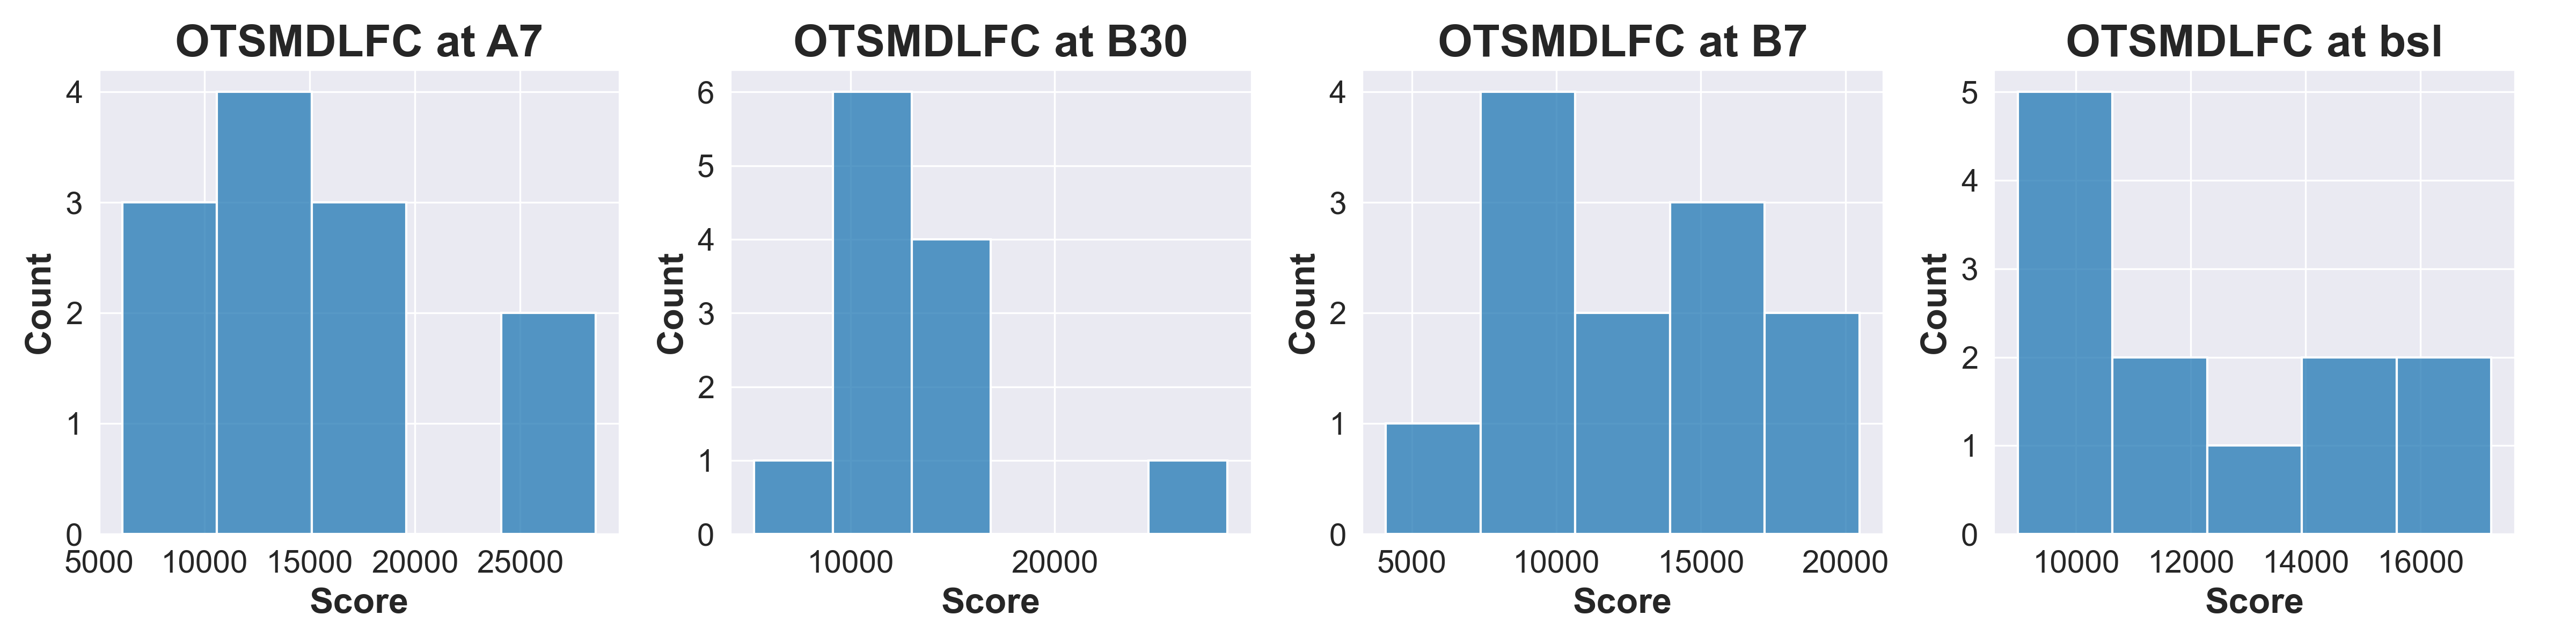 OTSMDLFC at A7
4
3
2
1
0
5000 10000 15000 20000 25000
Count
Score
OTSMDLFC at B30
6
5
4
3
2
1
0
10000 20000
Count
Score
OTSMDLFC at B7
4
3
2
1
0
5000 10000 15000 20000
Count
Score
OTSMDLFC at bsl
5
4
3
2
1
0
10000 12000 14000 16000
Count
Score